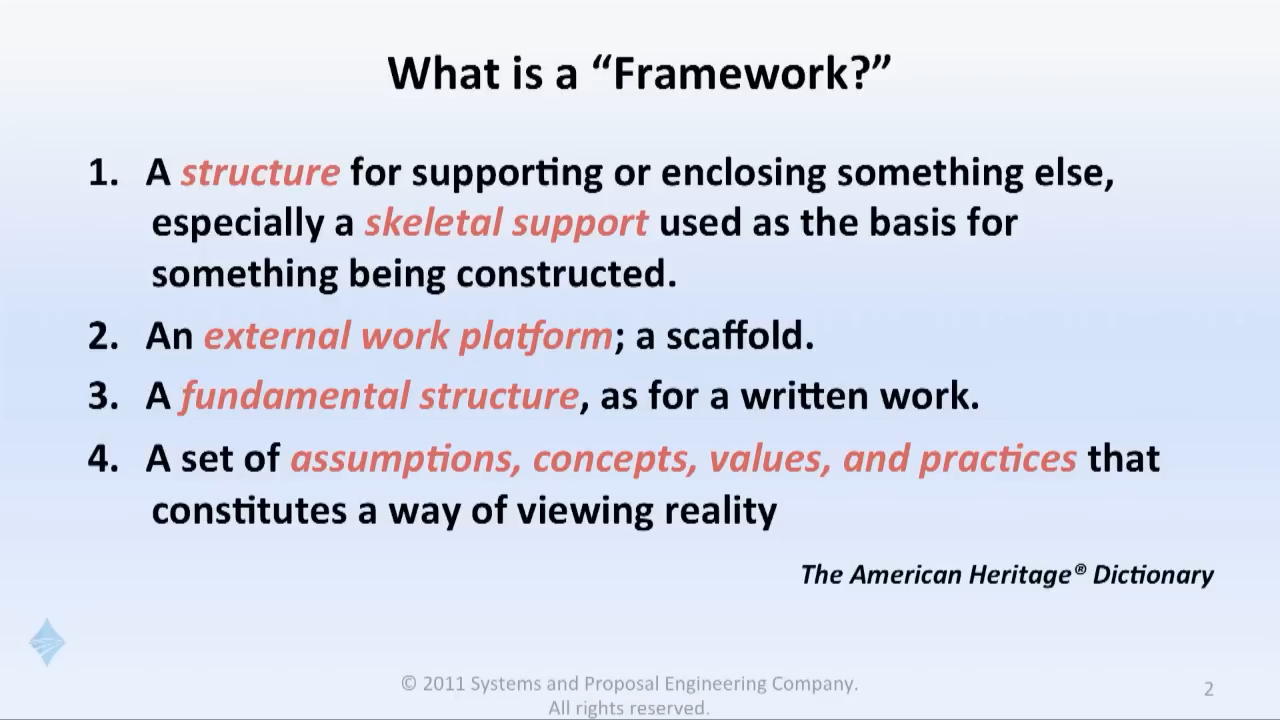 What is a “Framework?”
1. A structure for supporting or enclosing something else,
especially a skeletal support used as the basis for
something being constructed.
2. An external work platform; a scaffold.
3. A fundamental structure, as for a written work.
4. A set of assumptions, concepts, values, and practices that
constitutes a way of viewing reality
The American Heritage® Dictionary
© 2011 Systems and Proposal Engineering Company.
All rights reserved.
2